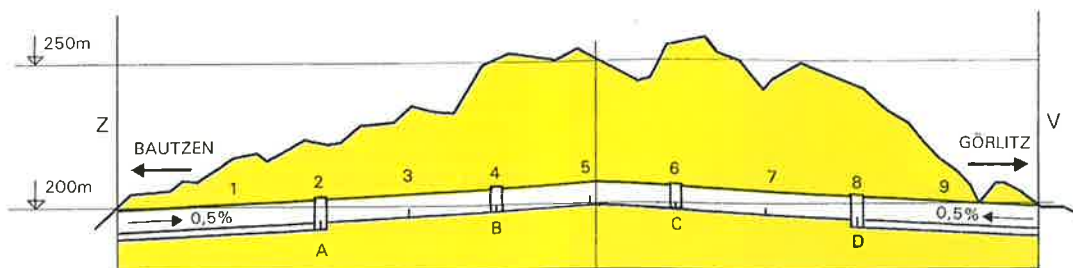 250m
Z
V
BAUTZEN
GÖRLITZ
1 2 3 4 5 6 7 8 9
200m
0,5%
0,5%
A B C D